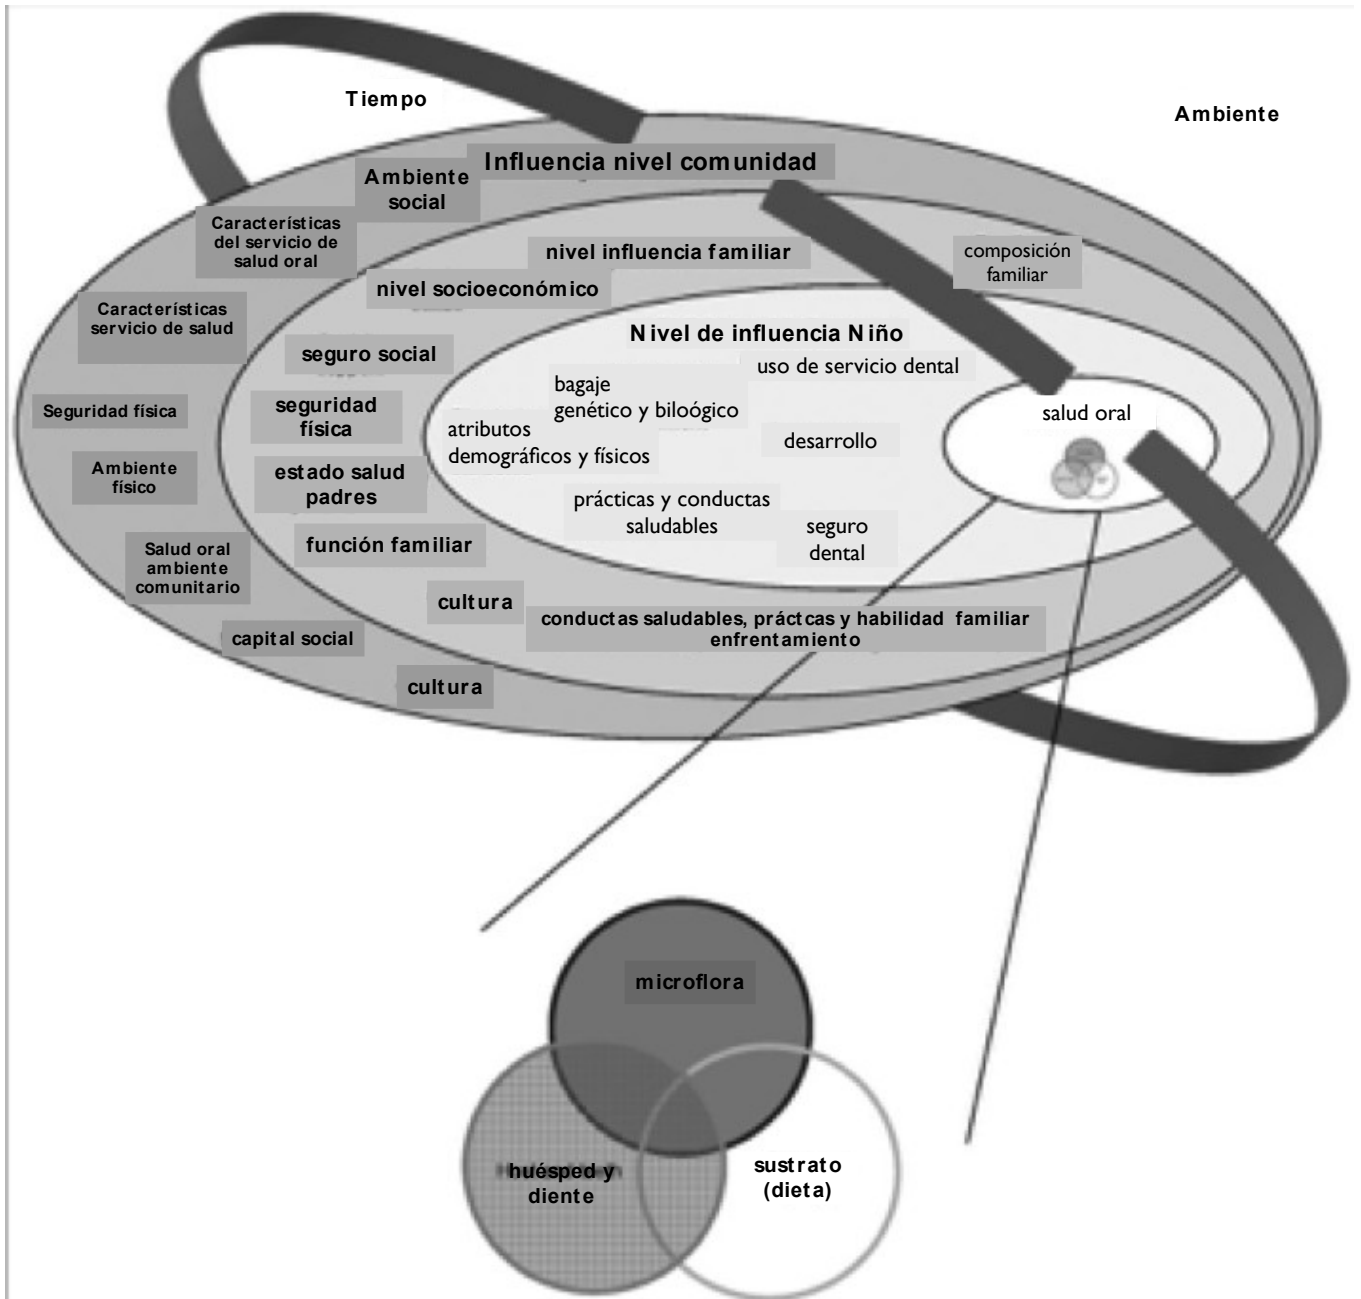 Tiempo
Ambiente
Influencia nivel comunidad
Ambiente
social
Caracterísficas
del servicio de
salud oral
Caracterísficas
servicio de salud
Seguridad física
Ambiente
físico
Salud oral
ambiente
comunitario
capital social
cultura
nivel influencia familiar
composición
familiar
nivel socioeconómico
seguro social
seguridad
física
estado salud
padres
función familiar
cultura
conductas saludables, práctcas y habilidad familiar
enfrentamiento
Nivel de influencia Niño
uso de servicio dental
bagaje
genético y biloógico
atributos
demográficos y físicos
desarrollo
prácticas y conductas
saludables
seguro
dental
salud oral
microflora
huésped y
diente
sustrato
(dieta)